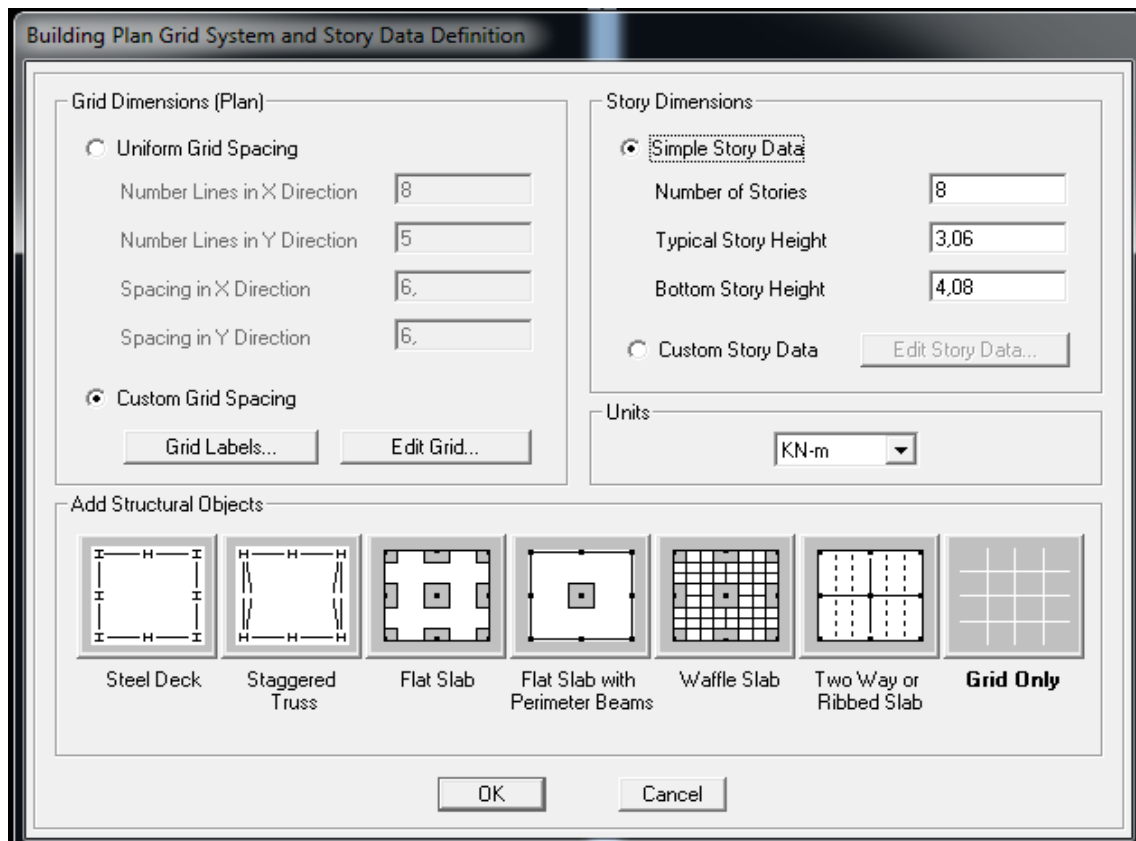 Building Plan Grid System and Story Data Definition
Grid Dimensions (Plan)
Uniform Grid Spacing
Number Lines in X Direction 8
Number Lines in Y Direction 5
Spacing in X Direction 6,
Spacing in Y Direction 6,
Custom Grid Spacing
Grid Labels... Edit Grid...
Story Dimensions
Simple Story Data
Number of Stories 8
Typical Story Height 3,06
Bottom Story Height 4,08
Custom Story Data Edit Story Data...
Units
KN-m
Add Structural Objects
Steel Deck
Staggered
Truss
Flat Slab
Flat Slab with
Perimeter Beams
Waffle Slab
Two Way or
Ribbed Slab
Grid Only
OK Cancel